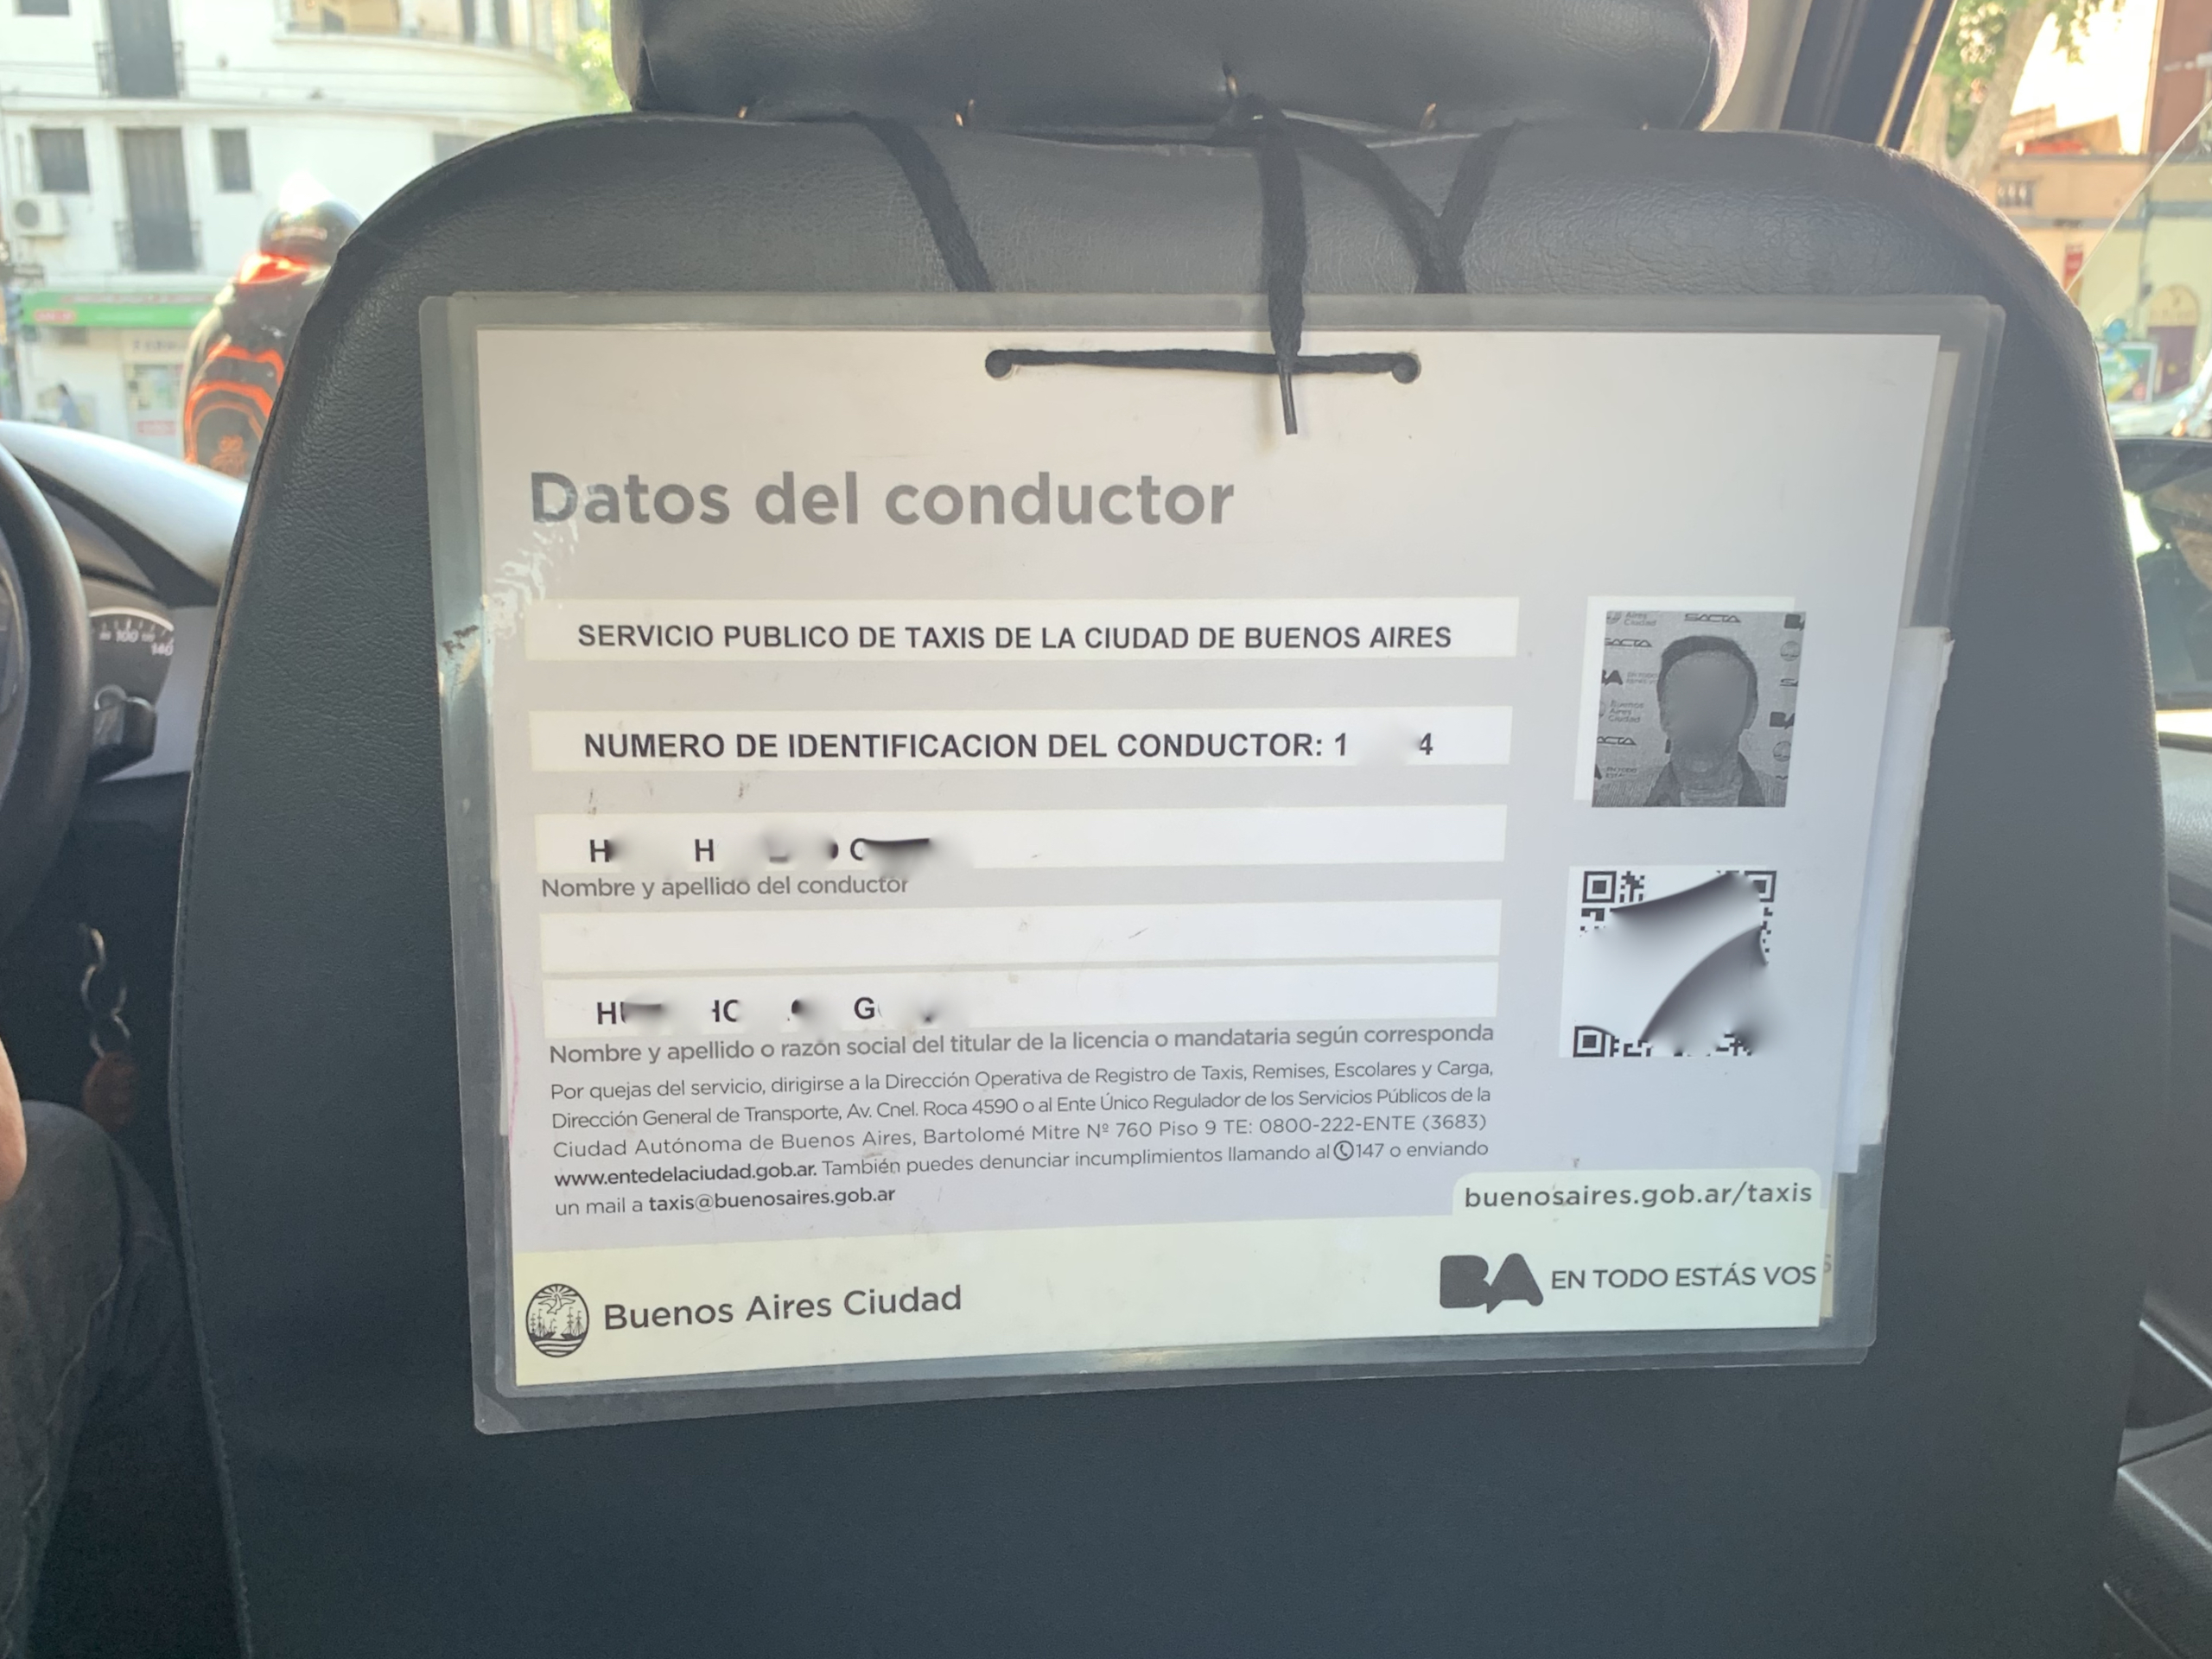 Datos del conductor
SERVICIO PUBLICO DE TAXIS DE LA CIUDAD DE BUENOS AIRES
NUMERO DE IDENTIFICACION DEL CONDUCTOR:
Nombre y apellido del conductor
Nombre y apellido o razón social del titular de la licencia o mandataria según corresponda
Por quejas del servicio, dirigirse a la Dirección Operativa de Registro de Taxis, Remises, Escolares y Carga,
Dirección General de Transporte, Av. Cnel. Roca 4590 o al Ente Único Regulador de los Servicios Públicos de la
Ciudad Autónoma de Buenos Aires, Bartolomé Mitre Nº 760 Piso 9 TE: 0800-222-ENTE (3683)
www.entedelaciudad.gob.ar. También puedes denunciar incumplimientos llamando al 147 o enviando
un mail a taxis@buenosaires.gob.ar
buenosaires.gob.ar/taxis
Buenos Aires Ciudad
BA EN TODO ESTÁS VOS